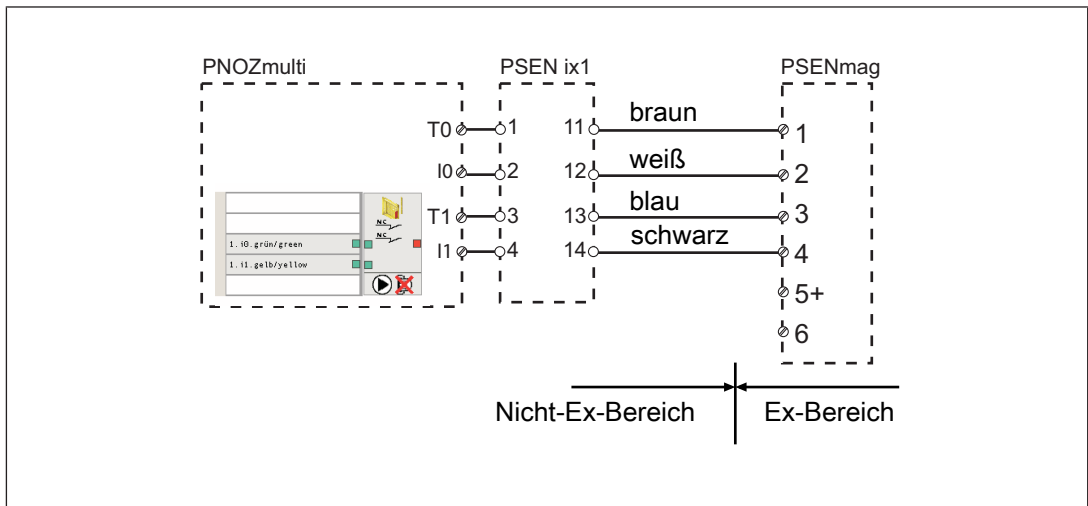 PNOZmulti PSEN ix1 PSENmag
T0 1 11 braun 1
I0 2 12 weiß 2
T1 3 13 blau 3
I1 4 14 schwarz 4
5+
6
N C
N C
1. i0.grün/green
1. i1.gelb/yellow
Nicht-Ex-Bereich Ex-Bereich